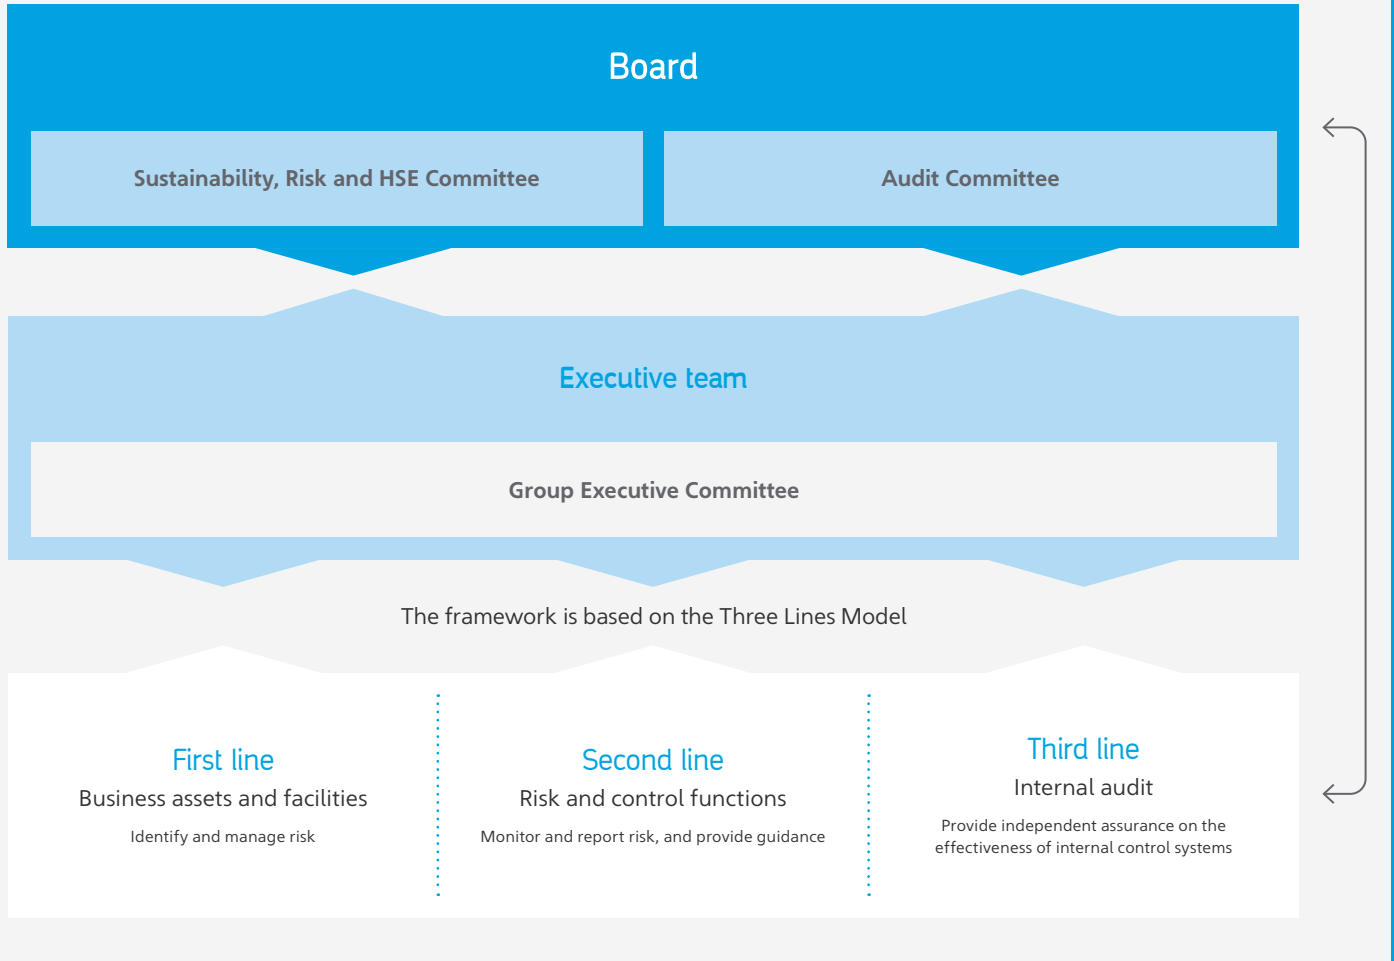 Board
Sustainability, Risk and HSE Committee
Audit Committee
Executive team
Group Executive Committee
The framework is based on the Three Lines Model
First line
Business assets and facilities
Identify and manage risk
Second line
Risk and control functions
Monitor and report risk, and provide guidance
Third line
Internal audit
Provide independent assurance on the
effectiveness of internal control systems